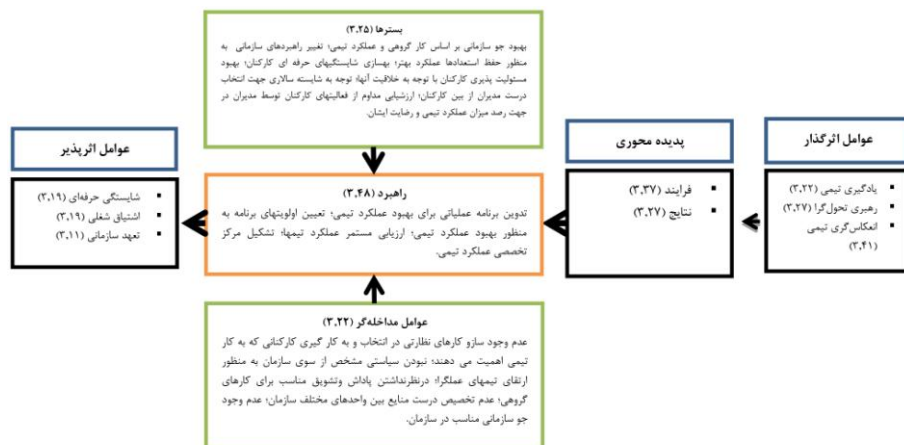 بسترها (۳.۲۵)
بهبود جو سازمانی بر اساس کار گروهی و عملکرد تیمی؛ تغییر راهبردهای سازمانی به
منظور حفظ استعدادها عملکرد بهتر؛ بهسازی شایستگیهای حرفه ای کارکنان؛ بهبود
مسئولیت پذیری کارکنان با توجه به خلاقیت آنها؛ توجه به شایسته سالاری جهت انتخاب
درست مدیران از بین کارکنان؛ ارزشیابی مداوم از فعالیتهای کارکنان توسط مدیران در
جهت رصد میزان عملکرد تیمی و رضایت ایشان.
عوامل اثرگذار
یادگیری تیمی (۳.۲۲)
رهبری تحول‌گرا (۳.۲۷)
انعکاس‌گری تیمی
(۳.۴۱)
پدیده محوری
فرایند (۳.۳۷)
نتایج (۳.۲۷)
راهبرد (۳.۴۸)
تدوین برنامه عملیاتی برای بهبود عملکرد تیمی؛ تعیین اولویتهای برنامه به
منظور بهبود عملکرد تیمی؛ ارزیابی مستمر عملکرد تیمها؛ تشکیل مرکز
تخصصی عملکرد تیمی.
عوامل اثرپذیر
شایستگی حرفه‌ای (۳.۱۹)
اشتیاق شغلی (۳.۱۹)
تعهد سازمانی (۳.۱۱)
عوامل مداخله‌گر (۳.۲۲)
عدم وجود سازو کارهای نظارتی در انتخاب و به کار گیری کارکنانی که به کار
تیمی اهمیت می دهند؛ نبودن سیاستی مشخص از سوی سازمان به منظور
ارتقای تیمهای عملگرا؛ درنظرنداشتن پاداش وتشویق مناسب برای کارهای
گروهی؛ عدم تخصیص درست منابع بین واحدهای مختلف سازمان؛ عدم وجود
جو سازمانی مناسب در سازمان.